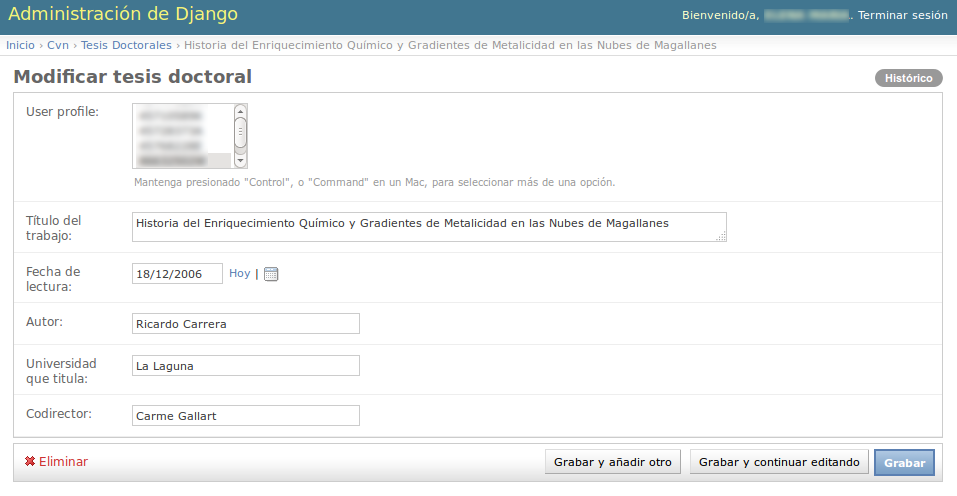 Administración de Django
Bienvenido/a, . Terminar sesión
Inicio › Cvn › Tesis Doctorales › Historia del Enriquecimiento Químico y Gradientes de Metalicidad en las Nubes de Magallanes
Modificar tesis doctoral
Histórico
User profile:
Mantenga presionado "Control", o "Command" en un Mac, para seleccionar más de una opción.
Título del
trabajo:
Historia del Enriquecimiento Químico y Gradientes de Metalicidad en las Nubes de Magallanes
Fecha de
lectura:
18/12/2006 Hoy |
Autor:
Ricardo Carrera
Universidad
que titula:
La Laguna
Codirector:
Carme Gallart
Eliminar
Grabar y añadir otro
Grabar y continuar editando
Grabar